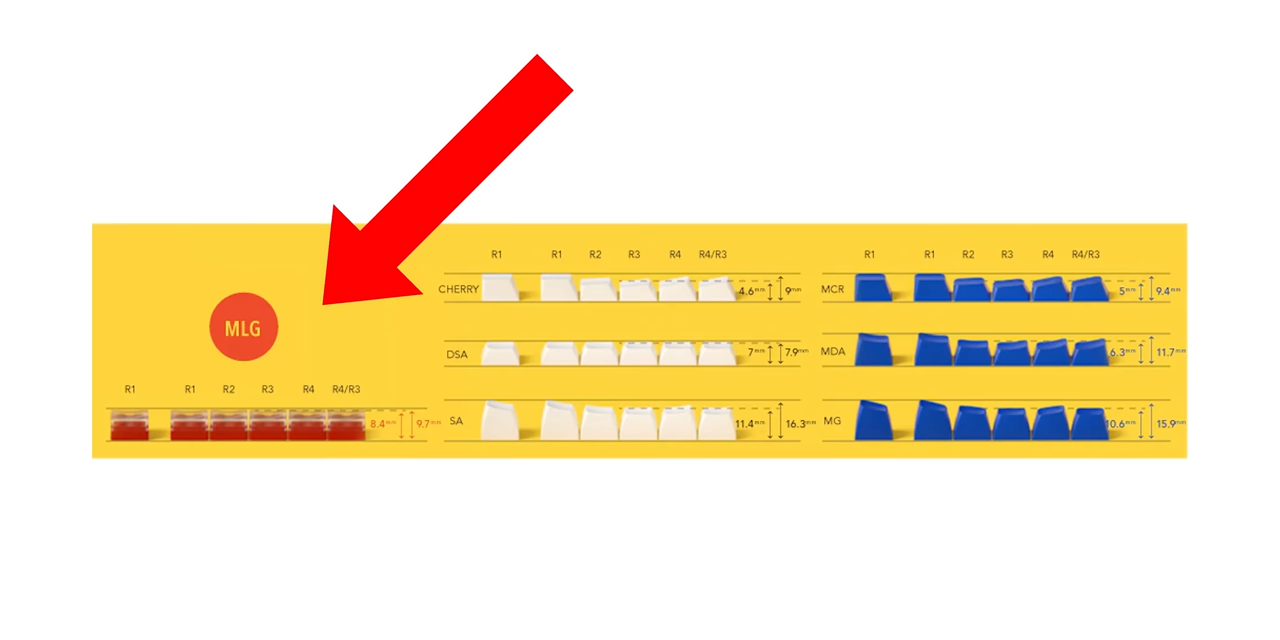 MLG
R1 R1 R2 R3 R4 R4/R3
8.4mm 9.7mm
R1 R1 R2 R3 R4 R4/R3
CHERRY 4.6mm 9mm
DSA 7mm 7.9mm
SA 11.4mm 16.3mm
R1 R1 R2 R3 R4 R4/R3
MCR 5mm 9.4mm
MDA 6.3mm 11.7mm
MG 10.6mm 15.9mm